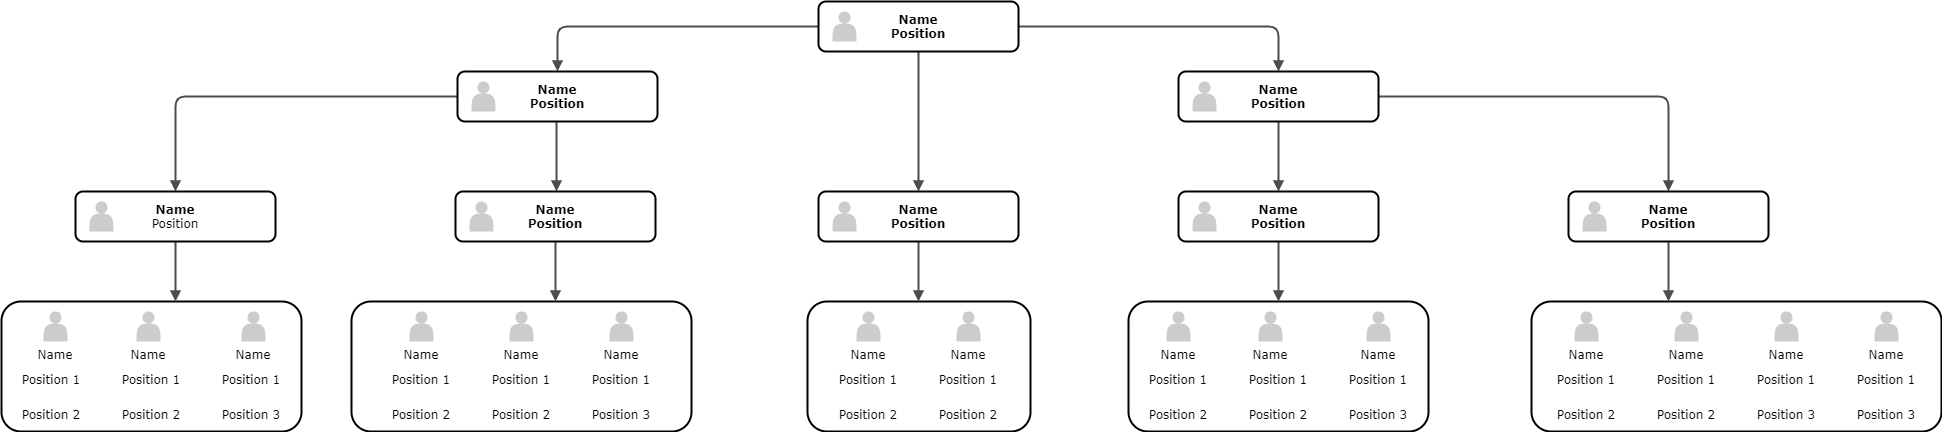 Name
Position
Name
Position
Name
Position
Name
Position
Name
Position
Name
Position
Name
Position
Name
Position
Name Name Name
Position 1 Position 1 Position 1
Position 2 Position 2 Position 3
Name Name Name
Position 1 Position 1 Position 1
Position 2 Position 2 Position 3
Name Name
Position 1 Position 1
Position 2 Position 2
Name Name Name
Position 1 Position 1 Position 1
Position 2 Position 2 Position 3
Name Name Name Name
Position 1 Position 1 Position 1 Position 1
Position 2 Position 2 Position 3 Position 3